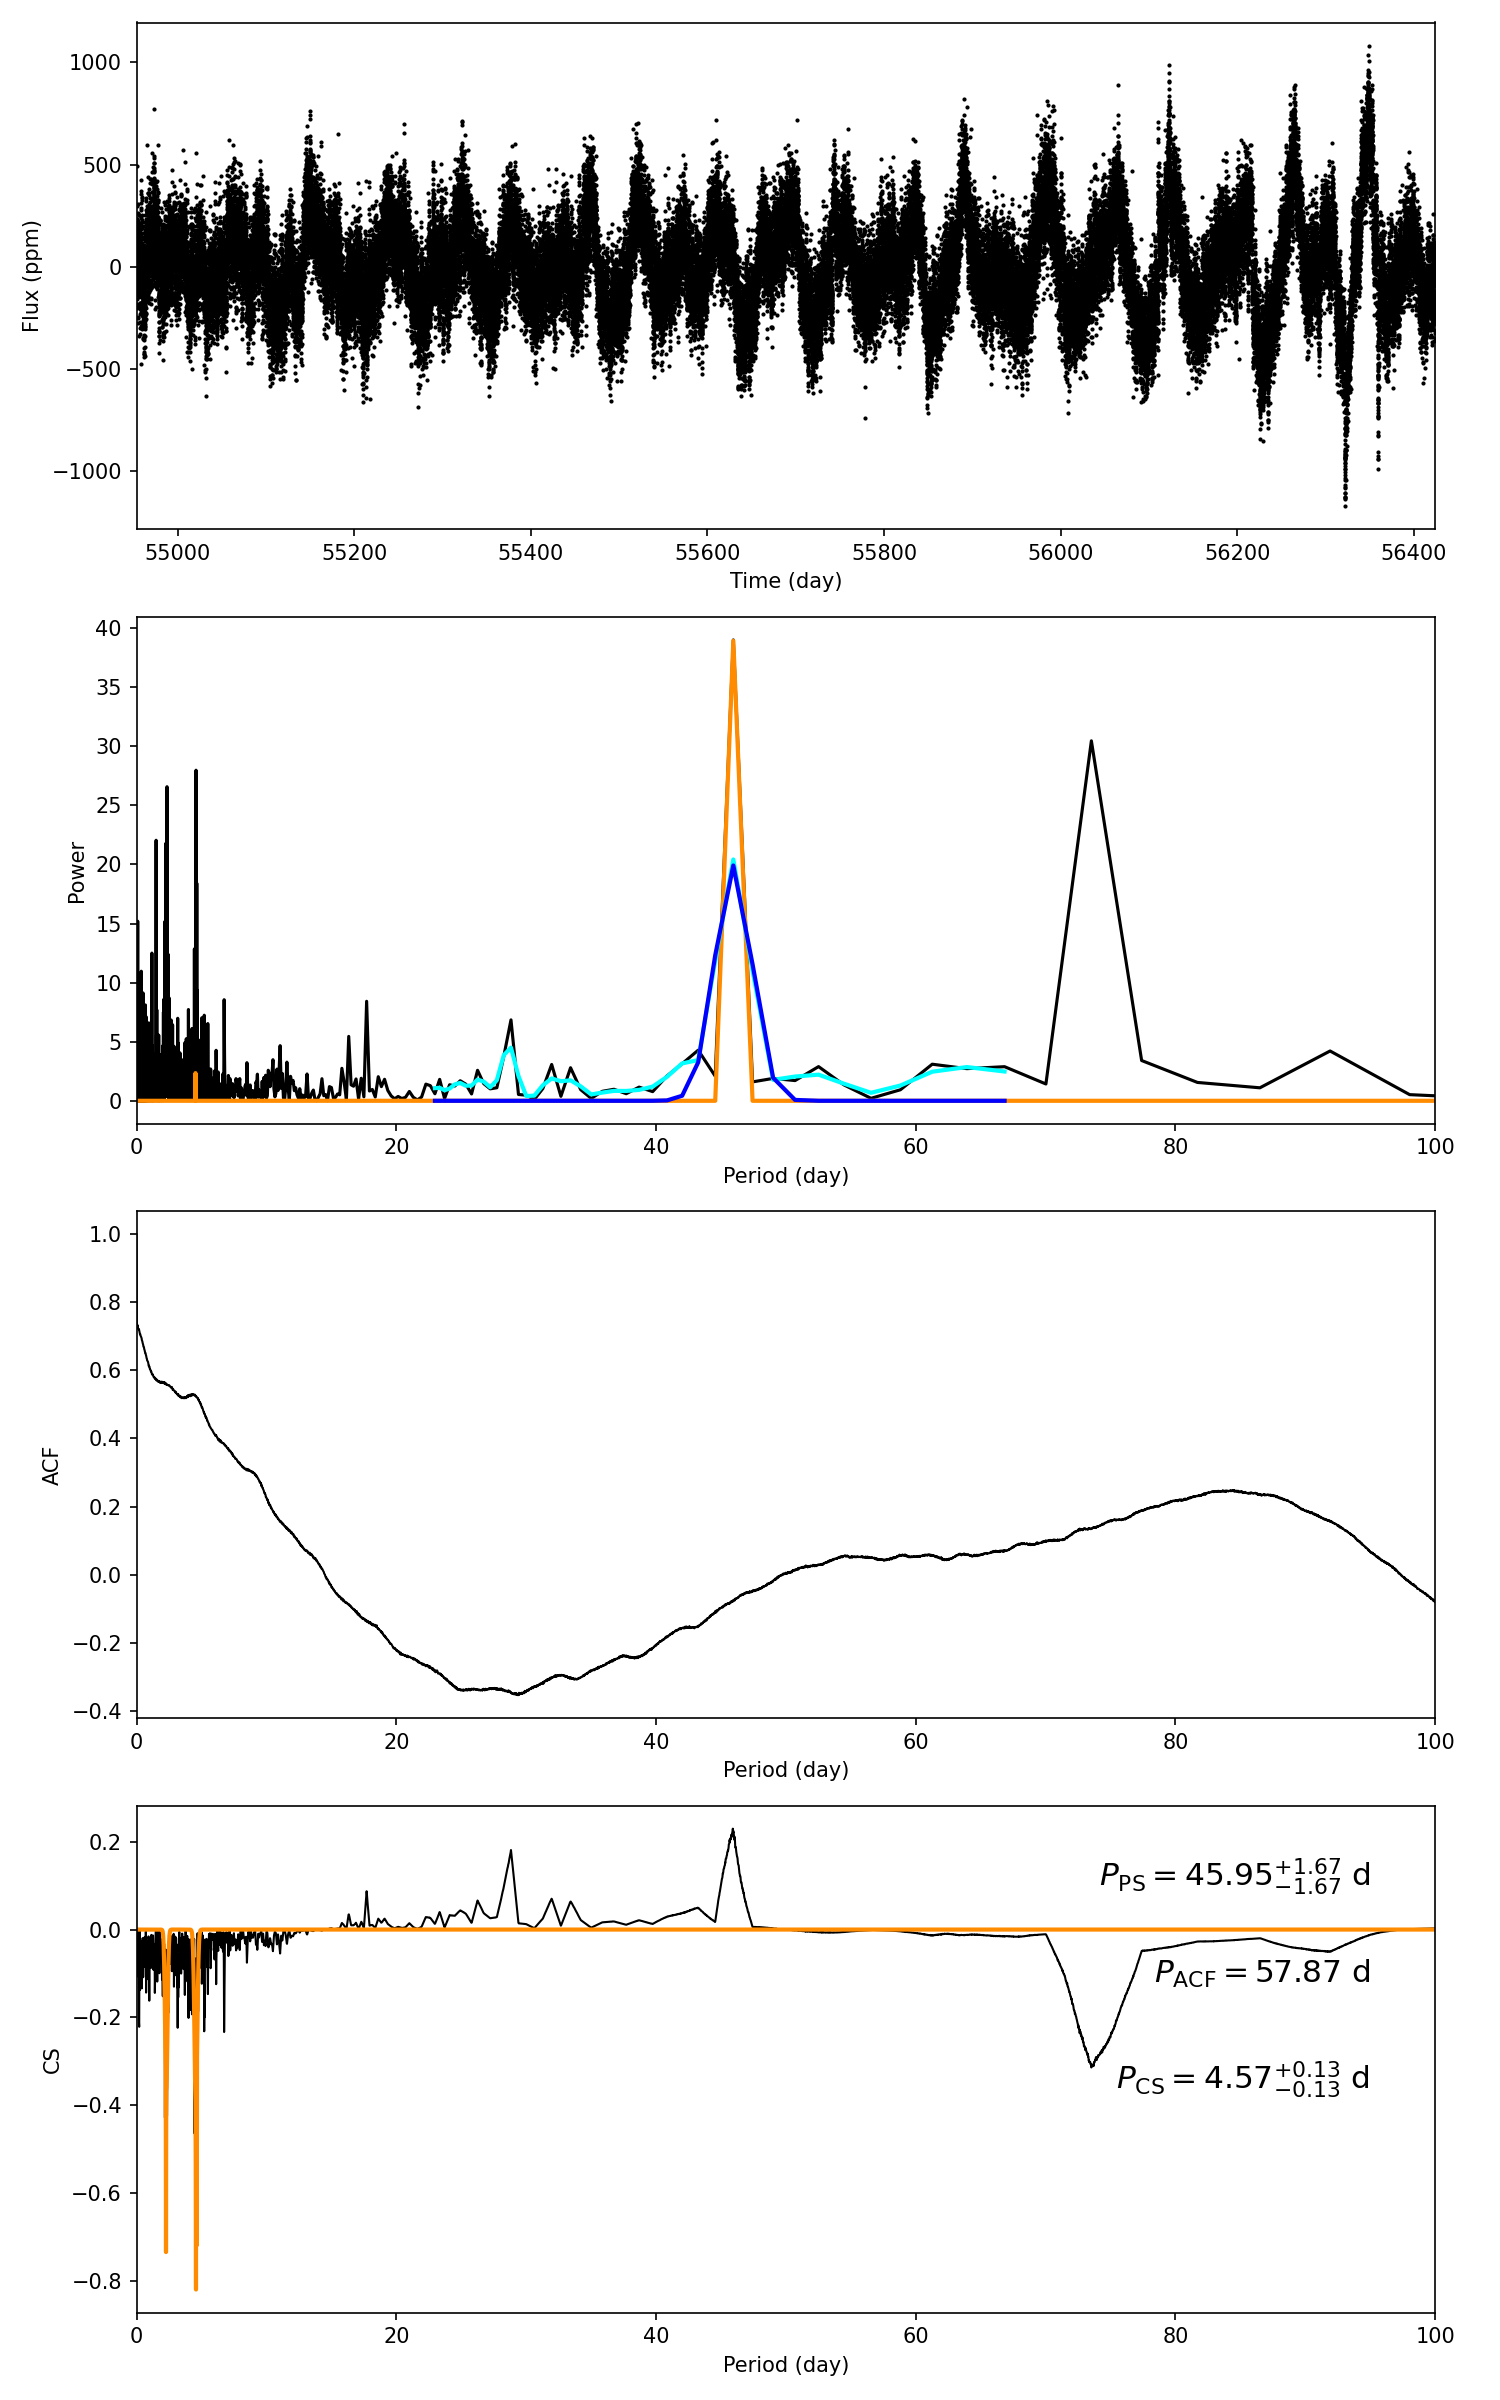 1000
500
0
−500
−1000
Flux (ppm)
55000 55200 55400 55600 55800 56000 56200 56400
Time (day)
40
35
30
25
20
15
10
5
0
Power
0 20 40 60 80 100
Period (day)
1.0
0.8
0.6
0.4
0.2
0.0
−0.2
−0.4
ACF
0 20 40 60 80 100
Period (day)
0.2
0.0
−0.2
−0.4
−0.6
−0.8
CS
P_PS = 45.95^{+1.67}_{−1.67} d
P_ACF = 57.87 d
P_CS = 4.57^{+0.13}_{−0.13} d
0 20 40 60 80 100
Period (day)